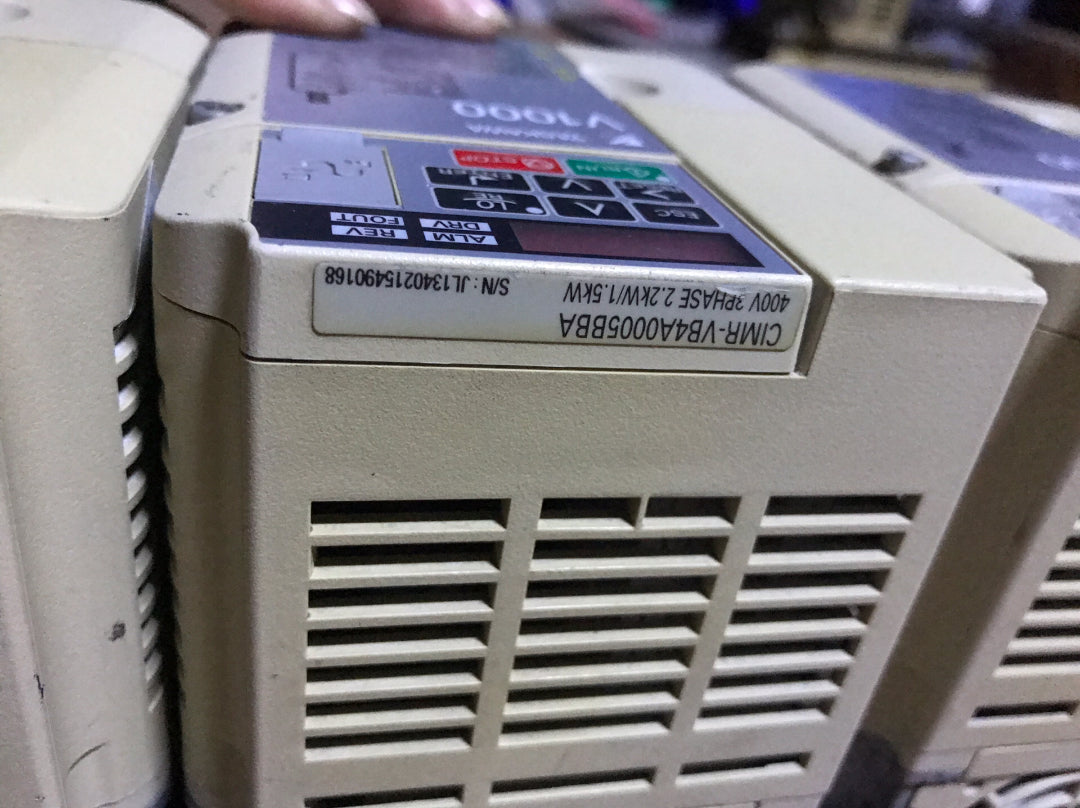 CIMR-VB4A0005BBA
400V 3PHASE 2.2kW/1.5kW S/N : JL1340215490168
ALM REV
DRV FOUT
ESC
LO
RE
ENTER
RUN STOP
YASKAWA
V1000